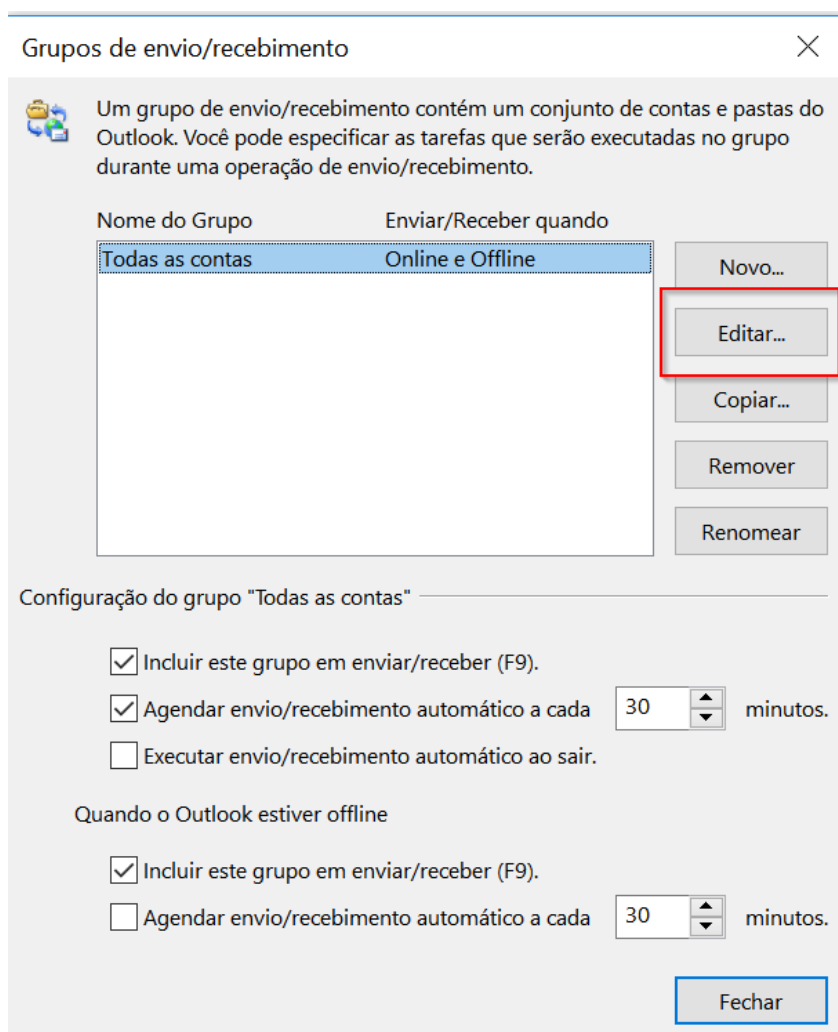 Grupos de envio/recebimento
Um grupo de envio/recebimento contém um conjunto de contas e pastas do
Outlook. Você pode especificar as tarefas que serão executadas no grupo
durante uma operação de envio/recebimento.
Nome do Grupo Enviar/Receber quando
Todas as contas Online e Offline
Novo...
Editar...
Copiar...
Remover
Renomear
Configuração do grupo "Todas as contas"
Incluir este grupo em enviar/receber (F9).
Agendar envio/recebimento automático a cada 30 minutos.
Executar envio/recebimento automático ao sair.
Quando o Outlook estiver offline
Incluir este grupo em enviar/receber (F9).
Agendar envio/recebimento automático a cada 30 minutos.
Fechar